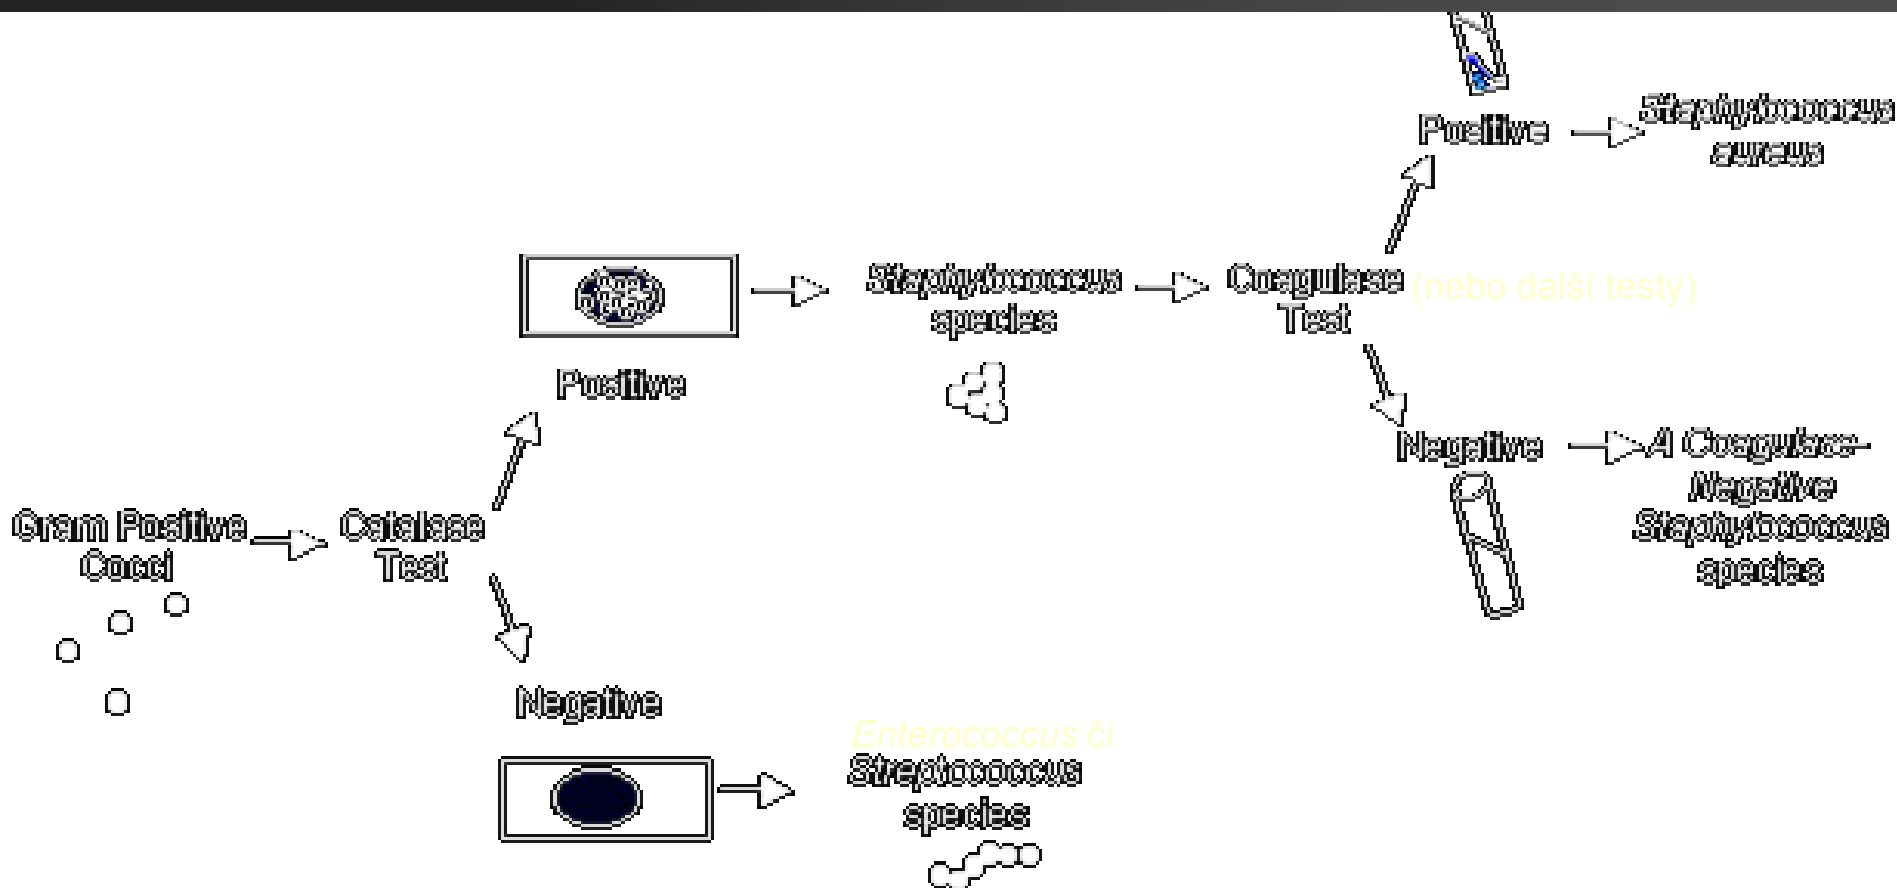 Gram Positive
Cocci
Catalase
Test
Positive
Staphylococcus
species
Coagulase
Test
(nebo další testy)
Positive
Staphylococcus
aureus
Negative
A Coagulase-
Negative
Staphylococcus
species
Negative
Enterococcus či
Streptococcus
species